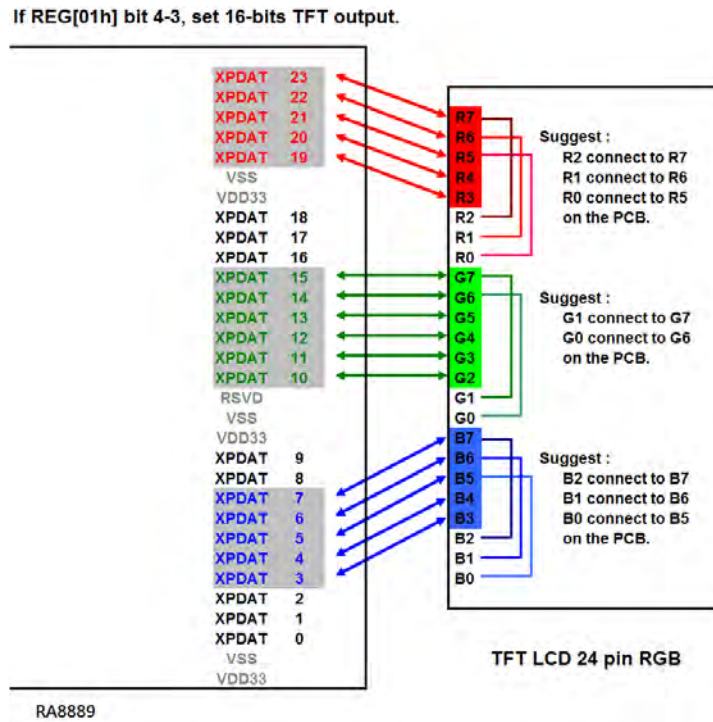 If REG[01h] bit 4-3, set 16-bits TFT output.
XPDAT 23
XPDAT 22
XPDAT 21
XPDAT 20
XPDAT 19
VSS
VDD33
XPDAT 18
XPDAT 17
XPDAT 16
XPDAT 15
XPDAT 14
XPDAT 13
XPDAT 12
XPDAT 11
XPDAT 10
RSVD
VSS
VDD33
XPDAT 9
XPDAT 8
XPDAT 7
XPDAT 6
XPDAT 5
XPDAT 4
XPDAT 3
XPDAT 2
XPDAT 1
XPDAT 0
VSS
VDD33
RA8889
R7
R6
R5
R4
R3
R2
R1
R0
G7
G6
G5
G4
G3
G2
G1
G0
B7
B6
B5
B4
B3
B2
B1
B0
Suggest :
R2 connect to R7
R1 connect to R6
R0 connect to R5
on the PCB.
Suggest :
G1 connect to G7
G0 connect to G6
on the PCB.
Suggest :
B2 connect to B7
B1 connect to B6
B0 connect to B5
on the PCB.
TFT LCD 24 pin RGB